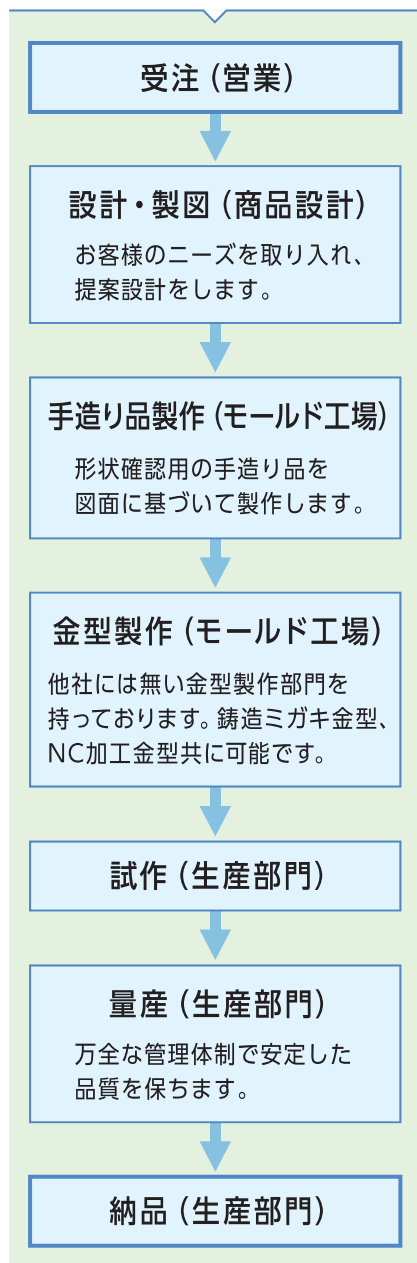 受注（営業）
設計・製図（商品設計）
お客様のニーズを取り入れ、
提案設計をします。
手造り品製作（モールド工場）
形状確認用の手造り品を
図面に基づいて製作します。
金型製作（モールド工場）
他社には無い金型製作部門を
持っております。鋳造ミガキ金型、
NC加工金型共に可能です。
試作（生産部門）
量産（生産部門）
万全な管理体制で安定した
品質を保ちます。
納品（生産部門）